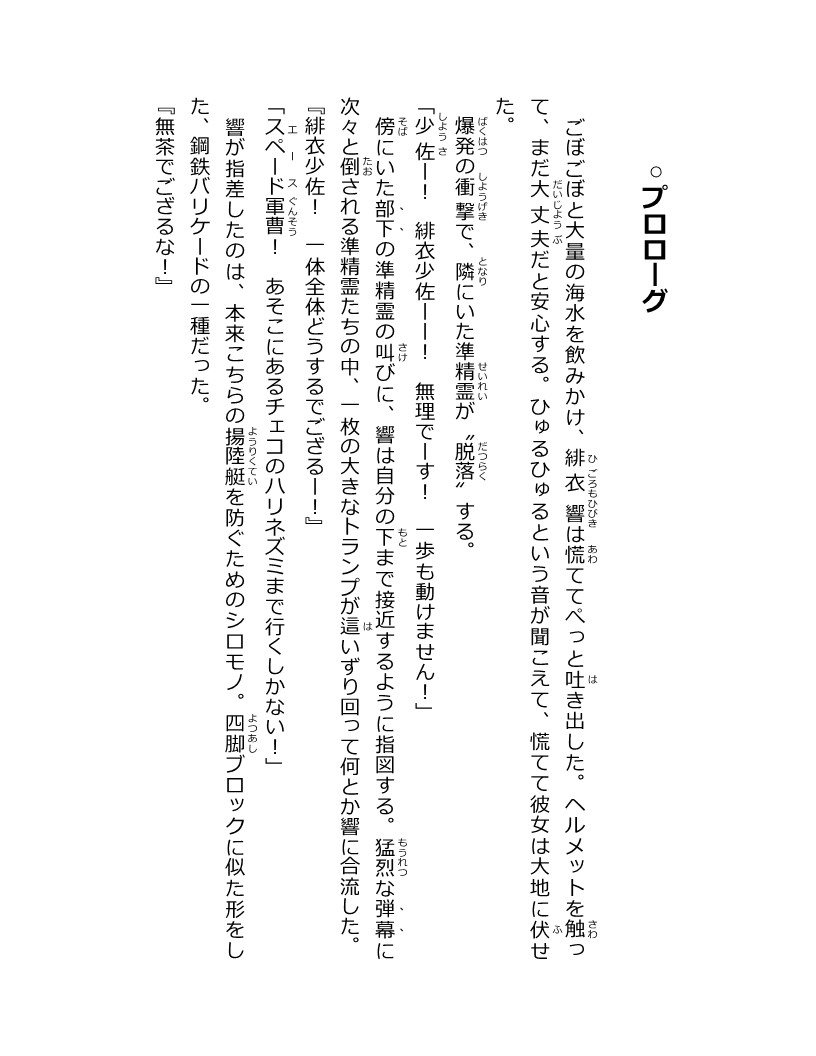 ○プロローグ
ごぼごぼと大量の海水を飲みかけ、緋衣響は慌ててぺっと吐き出した。ヘルメットを触っ
て、まだ大丈夫だと安心する。ひゅるひゅるという音が聞こえて、慌てて彼女は大地に伏せ
た。
爆発の衝撃で、隣にいた準精霊が〝脱落〟する。
「少佐ー！　緋衣少佐ーー！　無理でーす！　一歩も動けません！」
傍にいた部下の準精霊の叫びに、響は自分の下まで接近するように指図する。猛烈な弾幕に
次々と倒される準精霊たちの中、一枚の大きなトランプが這いずり回って何とか響に合流した。
『緋衣少佐！　一体全体どうするでござるー！』
「スペード軍曹！　あそこにあるチェコのハリネズミまで行くしかない！」
響が指差したのは、本来こちらの揚陸艇を防ぐためのシロモノ。四脚ブロックに似た形をし
た、鋼鉄バリケードの一種だった。
『無茶でござるな！』